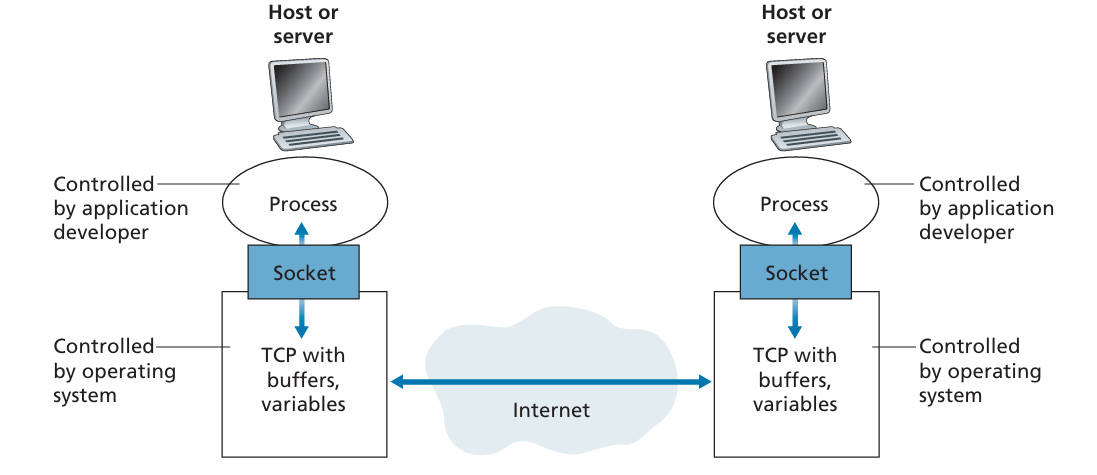 Host or
server
Host or
server
Controlled
by application
developer
Process
Process
Controlled
by application
developer
Socket
Socket
Controlled
by operating
system
TCP with
buffers,
variables
Internet
TCP with
buffers,
variables
Controlled
by operating
system